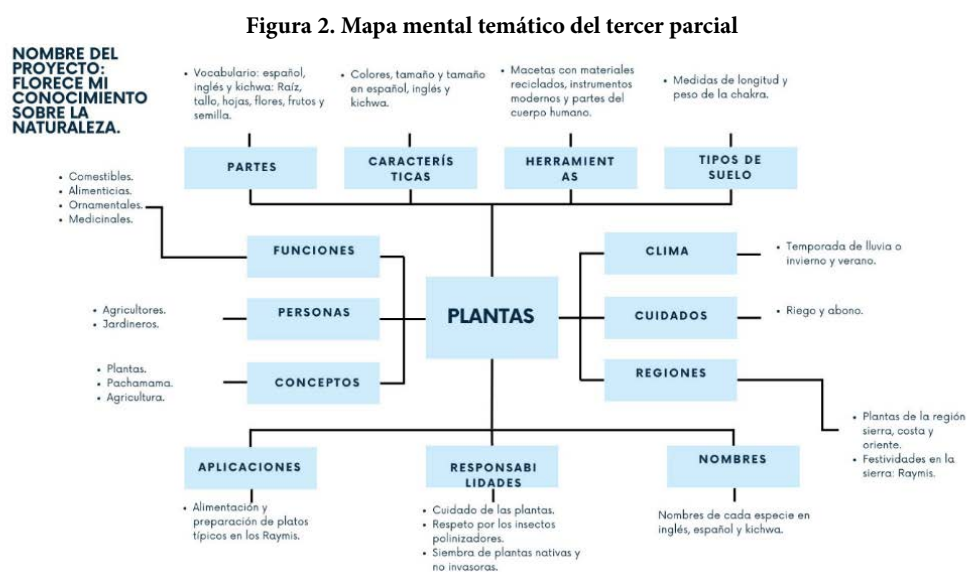 Figura 2. Mapa mental temático del tercer parcial
NOMBRE DEL
PROYECTO:
FLORECE MI
CONOCIMIENTO
SOBRE LA
NATURALEZA.
• Vocabulario: español,
inglés y kichwa: Raíz,
tallo, hojas, flores, frutos y
semilla.
• Colores, tamaño y tamaño
en español, inglés y
kichwa.
• Macetas con materiales
reciclados, instrumentos
modernos y partes del
cuerpo humano.
• Medidas de longitud y
peso de la chakra.
PARTES
CARACTERÍS
TICAS
HERRAMIENT
AS
TIPOS DE
SUELO
• Comestibles.
• Alimenticias.
• Ornamentales.
• Medicinales.
FUNCIONES
CLIMA
• Temporada de lluvia o
invierno y verano.
• Agricultores.
• Jardineros.
PERSONAS
PLANTAS
CUIDADOS
• Riego y abono.
• Plantas.
• Pachamama.
• Agricultura.
CONCEPTOS
REGIONES
• Plantas de la región
sierra, costa y
oriente.
• Festividades en la
sierra: Raymis.
APLICACIONES
RESPONSABI
LIDADES
NOMBRES
• Alimentación y
preparación de platos
típicos en los Raymis.
• Cuidado de las plantas.
• Respeto por los insectos
polinizadores.
• Siembra de plantas nativas y
no invasoras.
Nombres de cada especie en
inglés, español y kichwa.